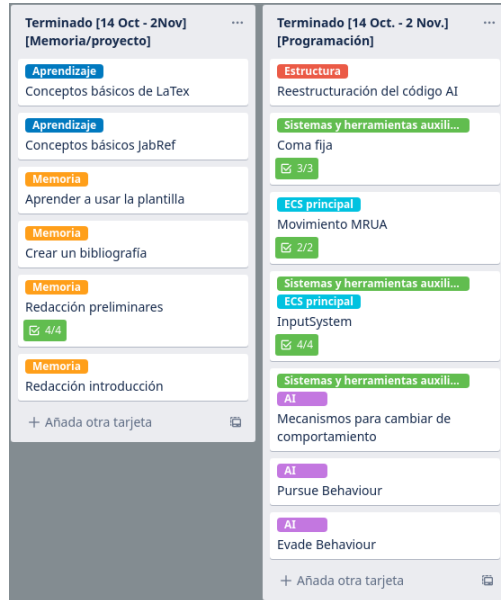 Terminado [14 Oct - 2Nov]
[Memoria/proyecto]
Aprendizaje
Conceptos básicos de LaTex
Aprendizaje
Conceptos básicos JabRef
Memoria
Aprender a usar la plantilla
Memoria
Crear un bibliografía
Memoria
Redacción preliminares
4/4
Memoria
Redacción introducción
+ Añada otra tarjeta
Terminado [14 Oct. - 2 Nov.]
[Programación]
Estructura
Reestructuración del código AI
Sistemas y herramientas auxili...
Coma fija
3/3
ECS principal
Movimiento MRUA
2/2
Sistemas y herramientas auxili...
ECS principal
InputSystem
4/4
Sistemas y herramientas auxili...
AI
Mecanismos para cambiar de
comportamiento
AI
Pursue Behaviour
AI
Evade Behaviour
+ Añada otra tarjeta